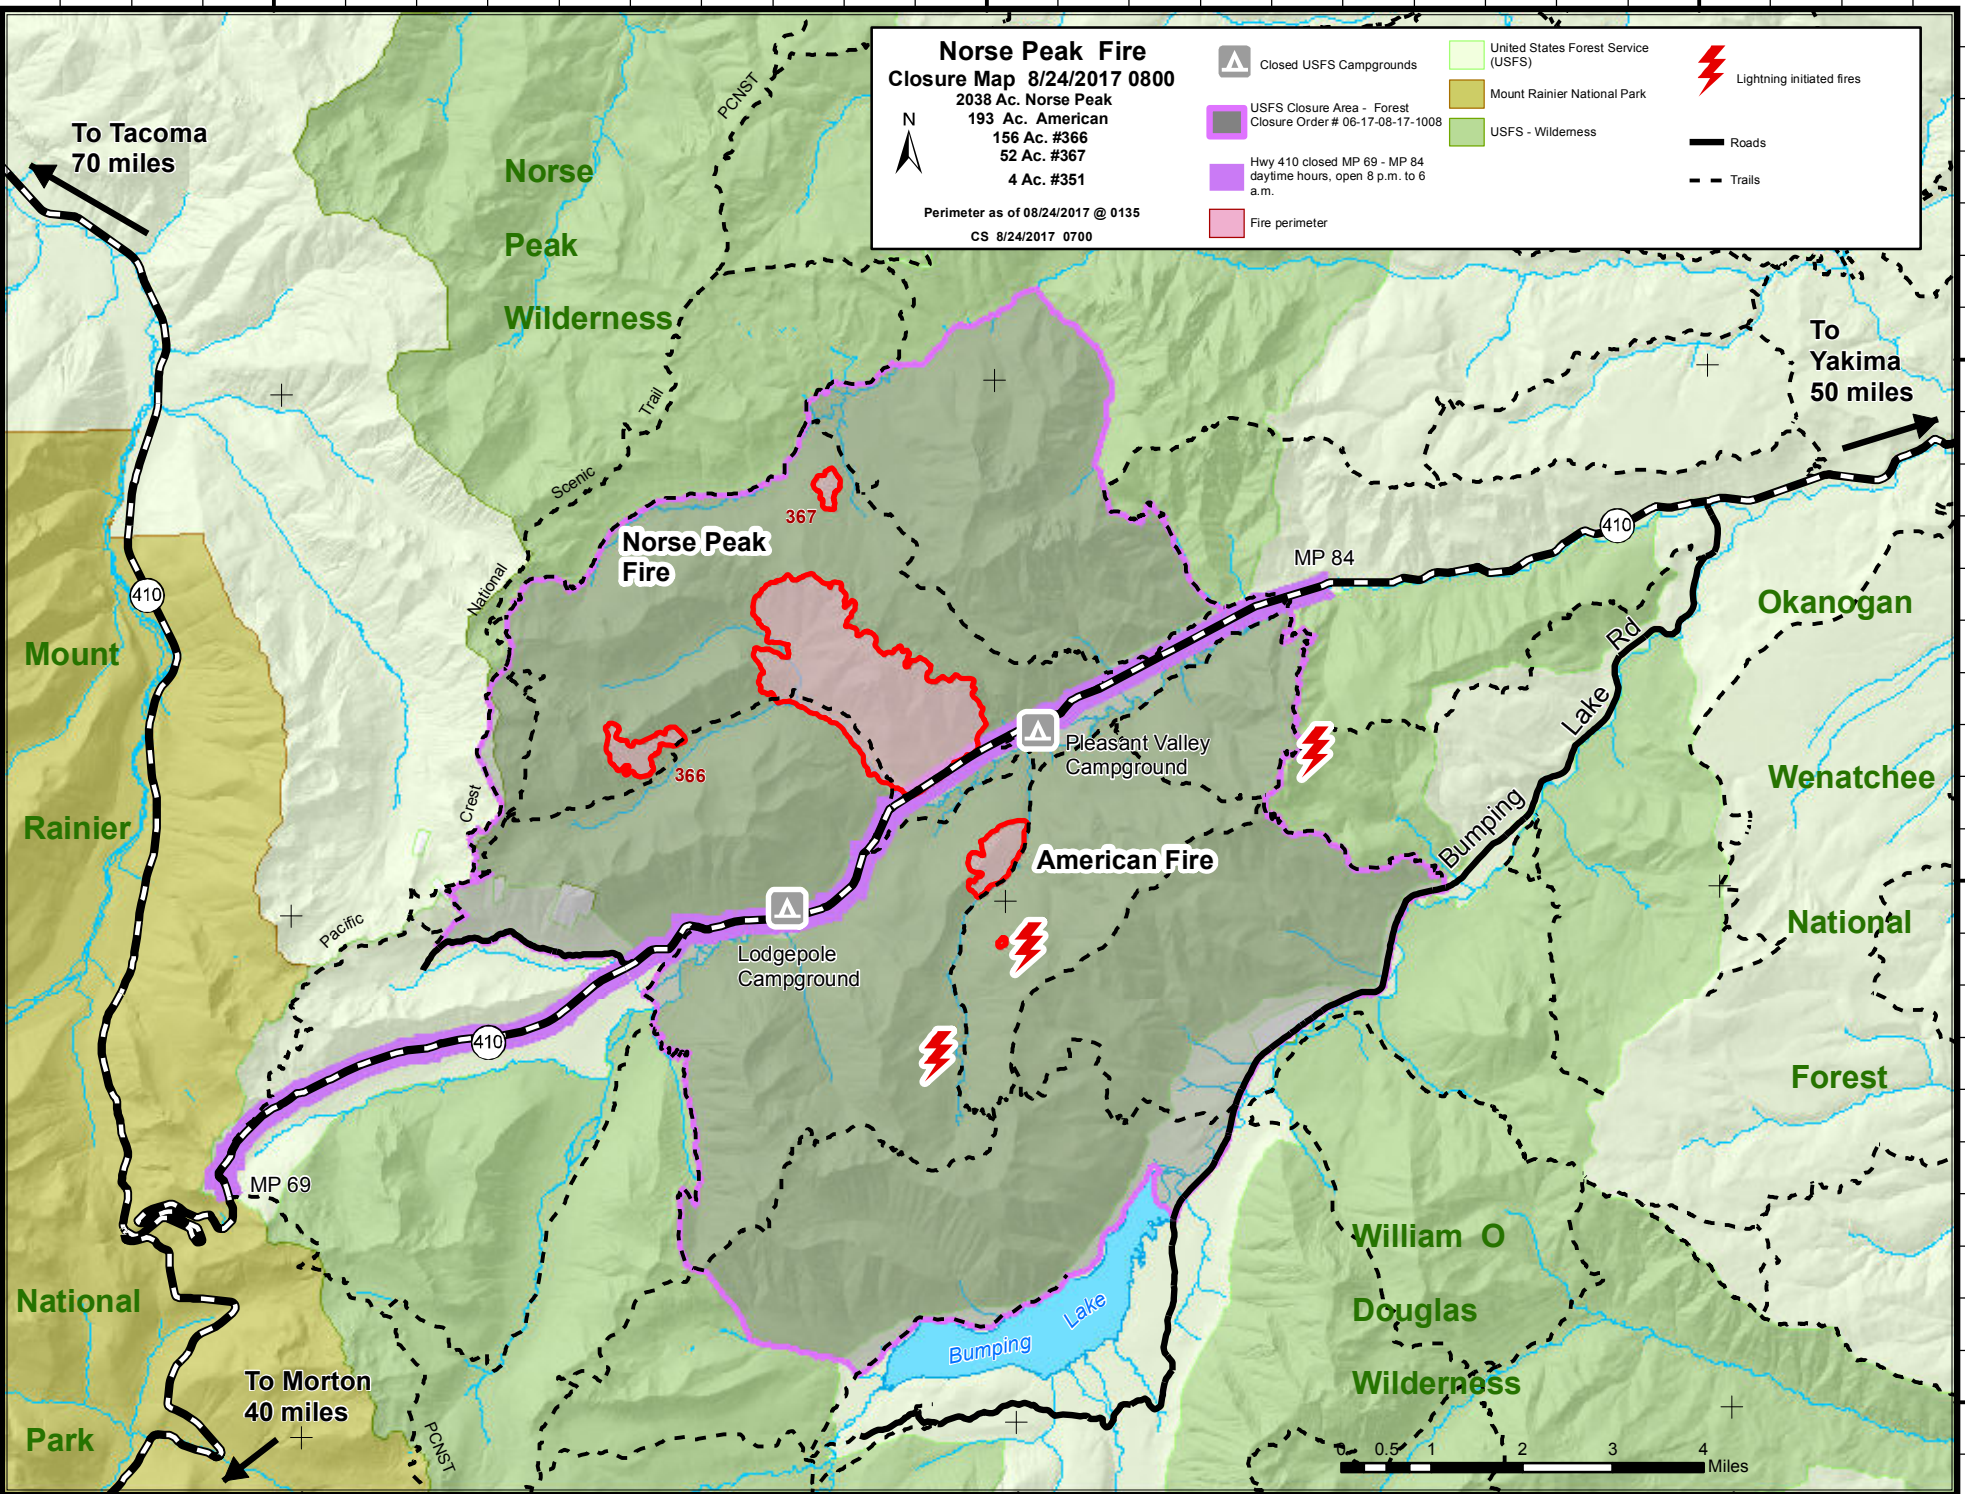 Norse Peak Fire
Closure Map 8/24/2017 0800
2038 Ac. Norse Peak
193 Ac. American
156 Ac. #366
52 Ac. #367
4 Ac. #351
Perimeter as of 08/24/2017 @ 0135
CS 8/24/2017 0700
N
Closed USFS Campgrounds
USFS Closure Area - Forest
Closure Order # 06-17-08-17-1008
Hwy 410 closed MP 69 - MP 84
daytime hours, open 8 p.m. to 6
a.m.
Fire perimeter
United States Forest Service
(USFS)
Mount Rainier National Park
USFS - Wilderness
Lightning initiated fires
Roads
Trails
To Tacoma
70 miles
Norse
Peak
Wilderness
PCNST
To
Yakima
50 miles
Trail
Scenic
National
Crest
Pacific
367
Norse Peak
Fire
366
410
MP 84
410
Okanogan
Wenatchee
National
Forest
Rd
Lake
Bumping
Mount
Rainier
National
Park
Pleasant Valley
Campground
American Fire
Lodgepole
Campground
410
MP 69
William O
Douglas
Wilderness
Bumping Lake
To Morton
40 miles
PCNST
0 0.5 1 2 3 4
Miles